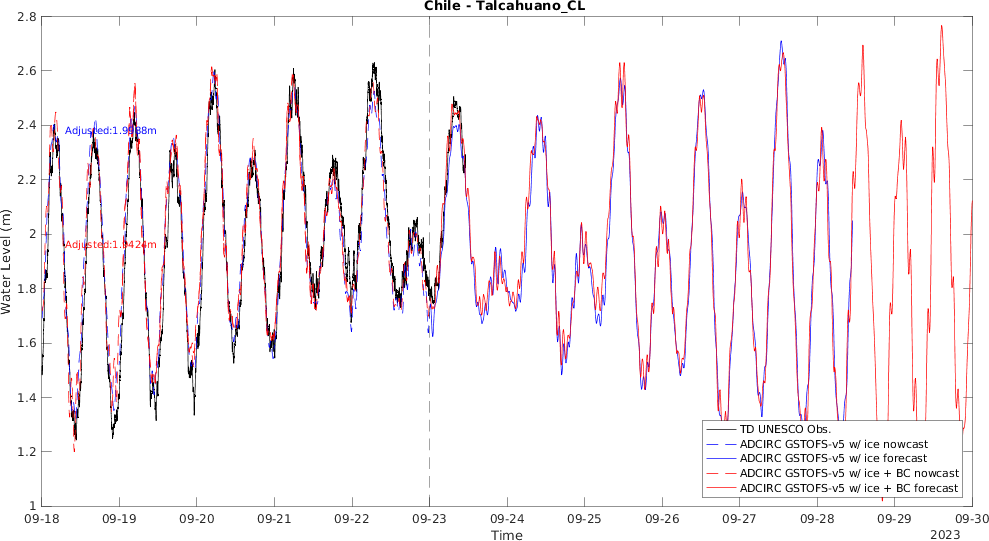 Chile - Talcahuano_CL
Water Level (m)
2.8
2.6
2.4
2.2
2
1.8
1.6
1.4
1.2
1
Adjusted:1.9988m
TD UNESCO Obs.
ADCIRC GSTOFS-v5 w/ ice nowcast
ADCIRC GSTOFS-v5 w/ ice forecast
ADCIRC GSTOFS-v5 w/ ice + BC nowcast
ADCIRC GSTOFS-v5 w/ ice + BC forecast
09-18 09-19 09-20 09-21 09-22 09-23 09-24 09-25 09-26 09-27 09-28 09-29 09-30
Time
2023